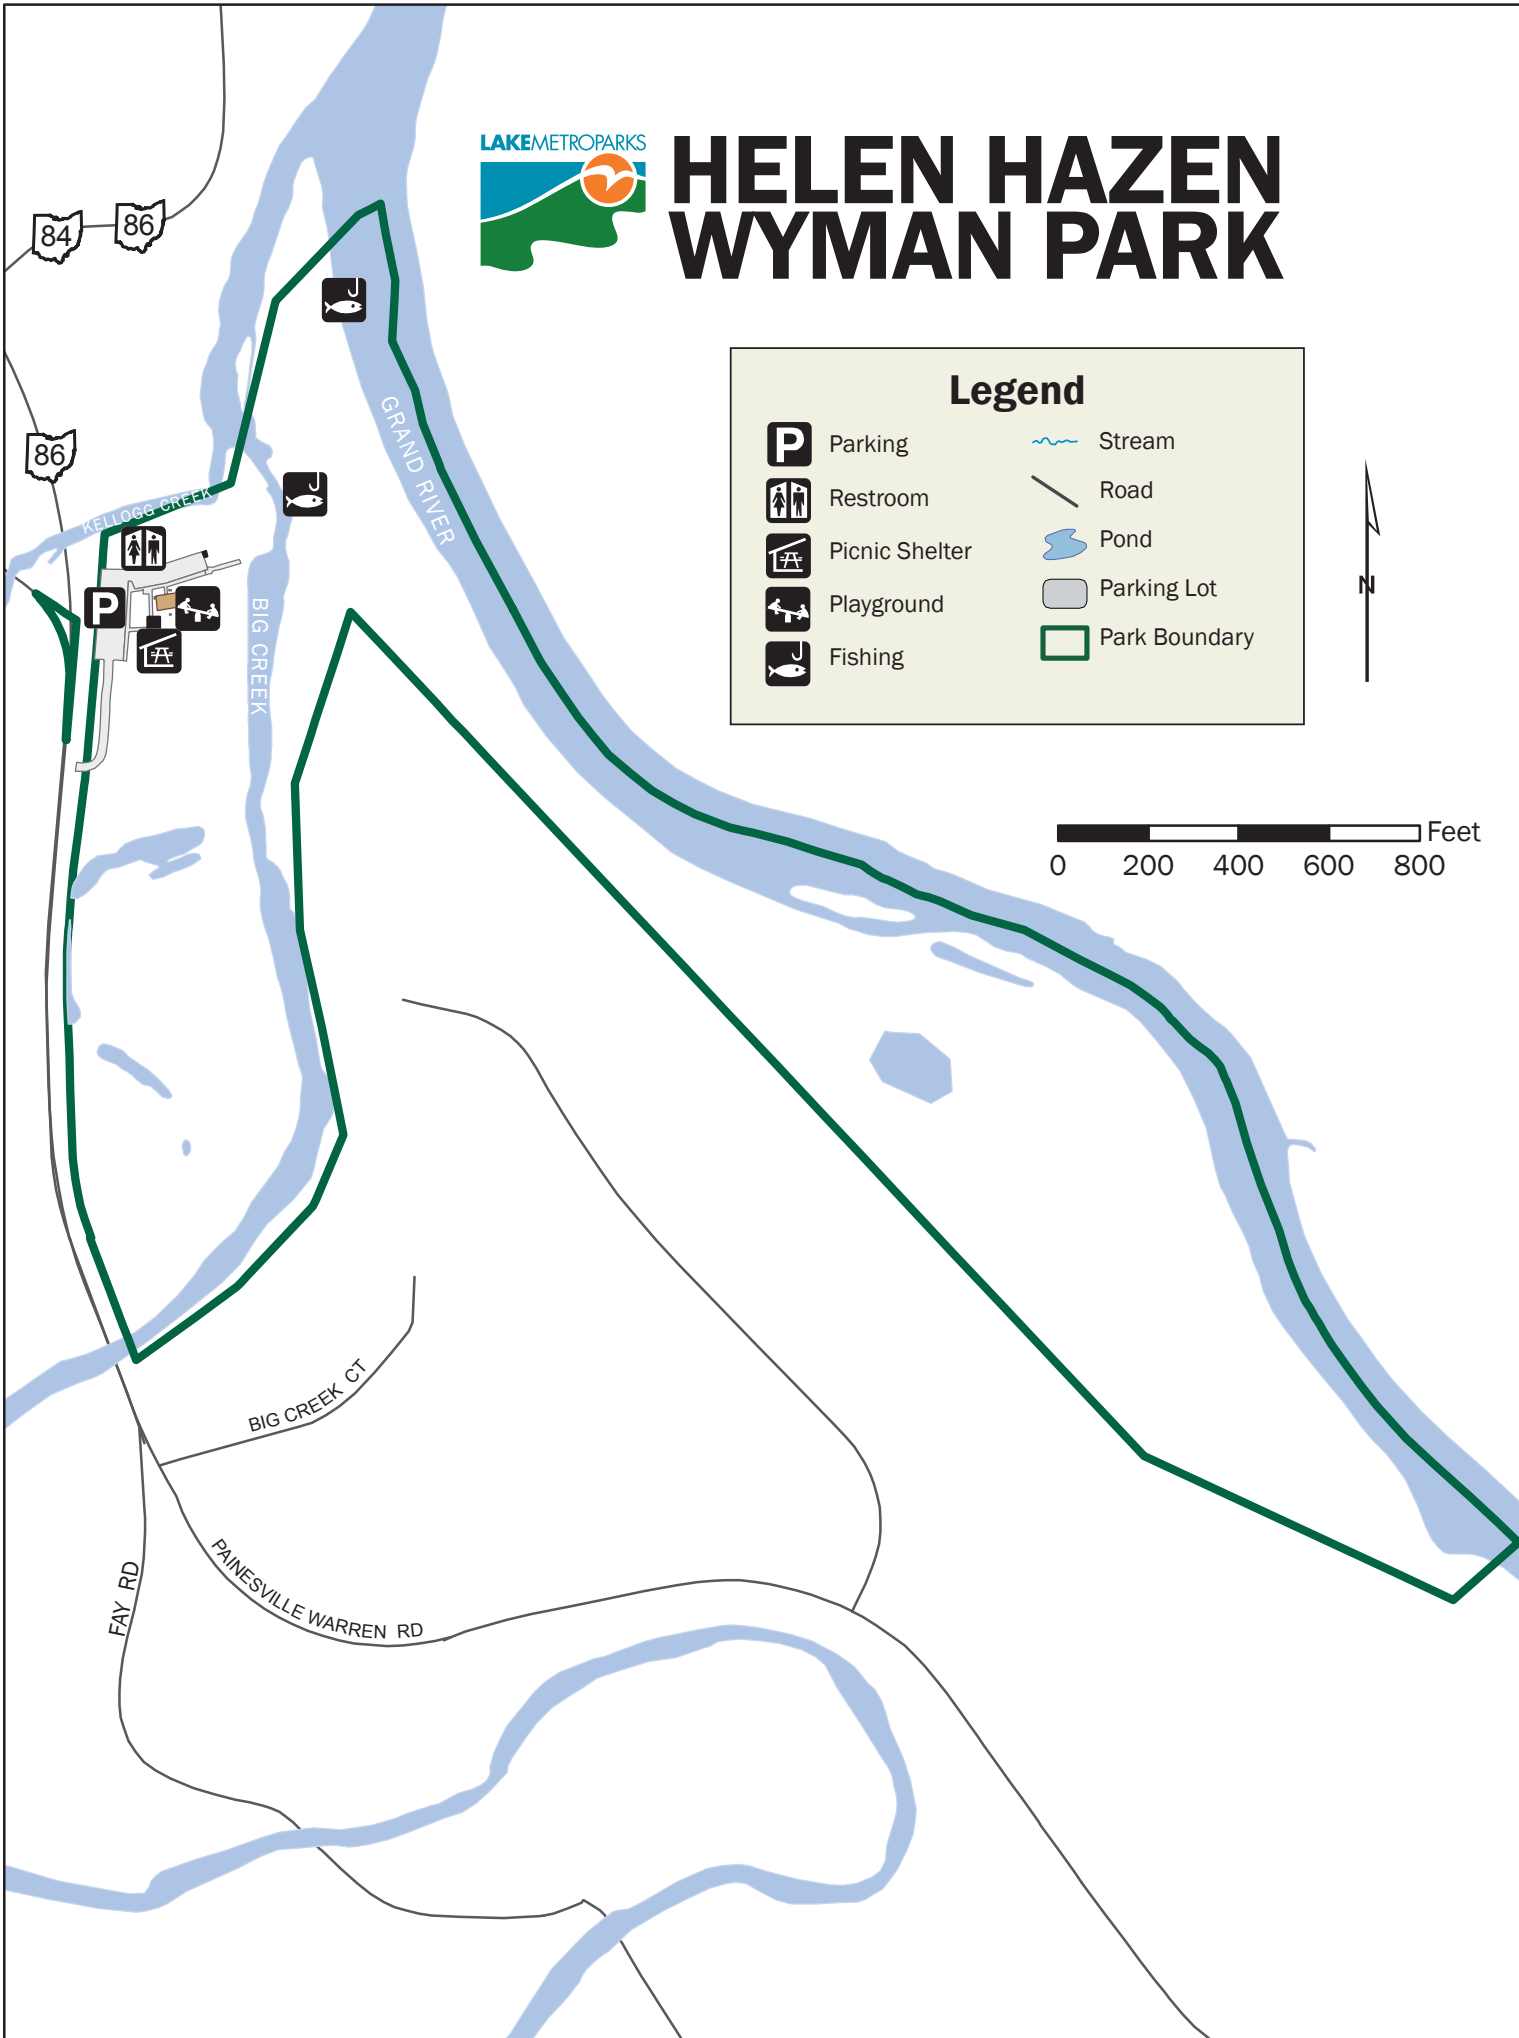 LAKEMETROPARKS
HELEN HAZEN
WYMAN PARK
84
86
86
Legend
P Parking
Restroom
Picnic Shelter
Playground
Fishing
Stream
Road
Pond
Parking Lot
Park Boundary
N
Feet
0 200 400 600 800
GRAND RIVER
KELLOGG CREEK
P
BIG CREEK
BIG CREEK CT
PAINESVILLE WARREN RD
FAY RD